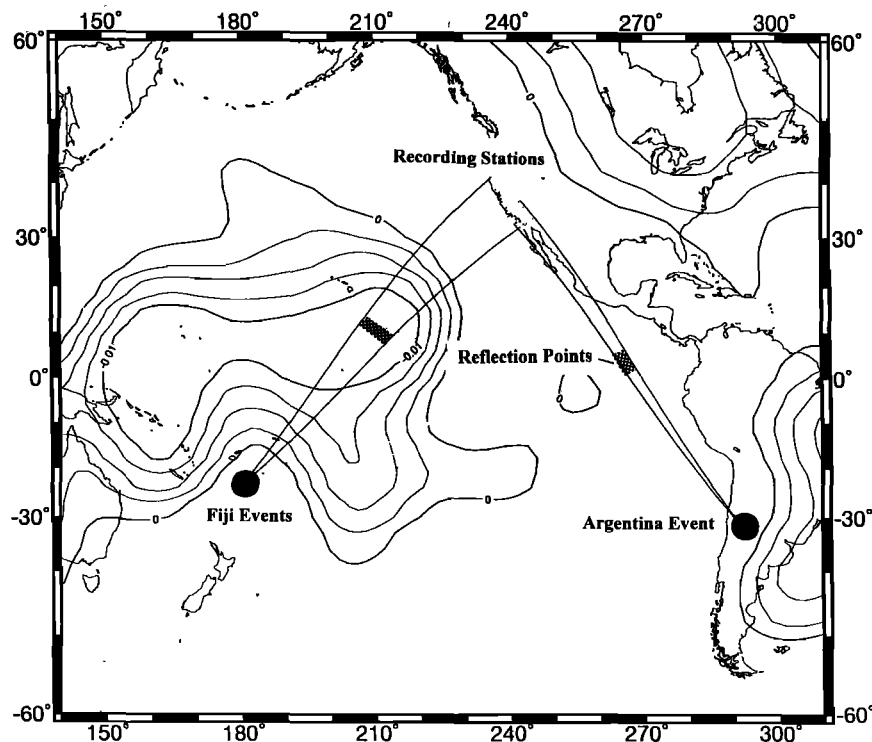 150° 180° 210° 240° 270° 300°
60° 60°
0
Recording Stations
0
30° 30°
-0.01 -0.01
Reflection Points
0° 0°
0
0
0
-30° -30°
0
Fiji Events
Argentina Event
-60° -60°
150° 180° 210° 240° 270° 300°